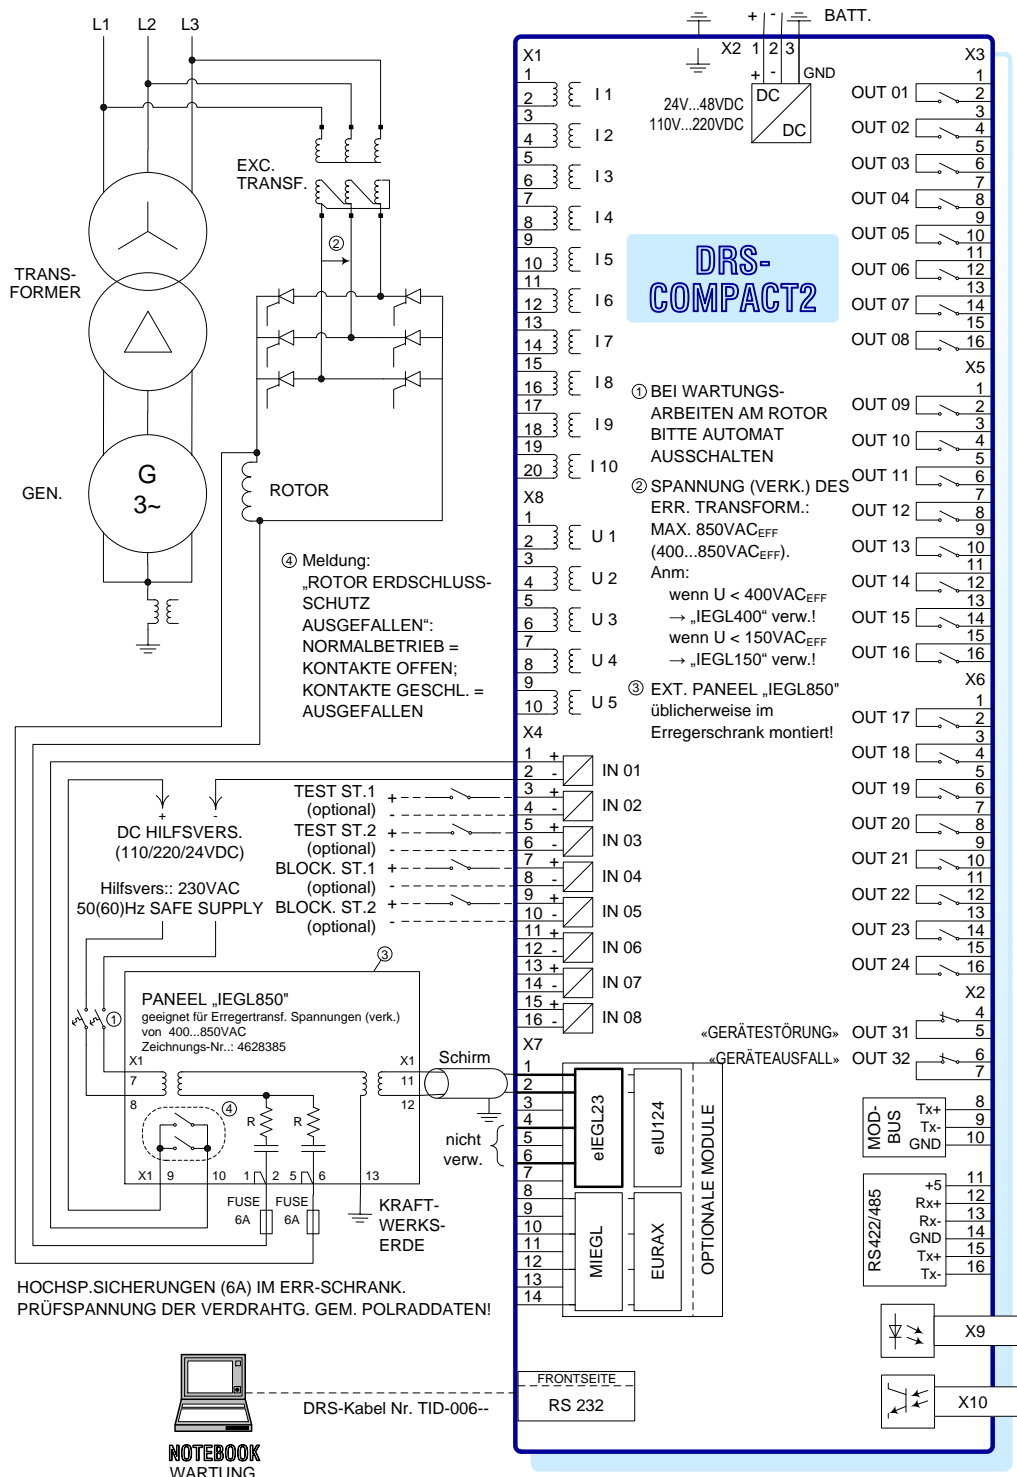 L1 L2 L3
EXC.
TRANSF.
②
TRANS-
FORMER
GEN.
G
3~
ROTOR
④ Meldung:
„ROTOR ERDSCHLUSS-
SCHUTZ
AUSGEFALLEN“:
NORMALBETRIEB =
KONTAKTE OFFEN;
KONTAKTE GESCHL. =
AUSGEFALLEN
+ -
DC HILFSVERS.
(110/220/24VDC)
Hilfsvers:: 230VAC
50(60)Hz SAFE SUPPLY
TEST ST.1 +
(optional) -
TEST ST.2 +
(optional) -
BLOCK. ST.1 +
(optional) -
BLOCK. ST.2 +
(optional) -
③
①
PANEEL „IEGL850"
geeignet für Erregertransf. Spannungen (verk.)
von 400...850VAC
Zeichnungs-Nr..: 4628385
X1 X1
7 11
8 12
④
R R
X1 9 10 1 2 5 6 13
FUSE FUSE
6A 6A
Schirm
nicht
verw.
KRAFT-
WERKS-
ERDE
HOCHSP.SICHERUNGEN (6A) IM ERR-SCHRANK.
PRÜFSPANNUNG DER VERDRAHTG. GEM. POLRADDATEN!
NOTEBOOK
WARTUNG
DRS-Kabel Nr. TID-006--
FRONTSEITE
RS 232
+ - BATT.
X2 1 2 3
+ - GND
24V...48VDC
110V...220VDC
DC
DC
DRS-
COMPACT2
X1
1
2 I 1
3
4 I 2
5
6 I 3
7
8 I 4
9
10 I 5
11
12 I 6
13
14 I 7
15
16 I 8
17
18 I 9
19
20 I 10
X8
1
2 U 1
3
4 U 2
5
6 U 3
7
8 U 4
9
10 U 5
X4
1 +
2 - IN 01
3 +
4 - IN 02
5 +
6 - IN 03
7 +
8 - IN 04
9 +
10 - IN 05
11 +
12 - IN 06
13 +
14 - IN 07
15 +
16 - IN 08
X7
1
2
3
4
5
6
7
8
9
10
11
12
13
14
eIEGL23
eIU124
MIEGL
EURAX
OPTIONALE MODULE
① BEI WARTUNGS-
ARBEITEN AM ROTOR
BITTE AUTOMAT
AUSSCHALTEN
② SPANNUNG (VERK.) DES
ERR. TRANSFORM.:
MAX. 850VACEFF
(400...850VACEFF).
Anm:
wenn U < 400VACEFF
→ „IEGL400“ verw.!
wenn U < 150VACEFF
→ „IEGL150“ verw.!
③ EXT. PANEEL „IEGL850"
üblicherweise im
Erregerschrank montiert!
X3
1
OUT 01 2
3
OUT 02 4
5
OUT 03 6
7
OUT 04 8
9
OUT 05 10
11
OUT 06 12
13
OUT 07 14
15
OUT 08 16
X5
1
OUT 09 2
3
OUT 10 4
5
OUT 11 6
7
OUT 12 8
9
OUT 13 10
11
OUT 14 12
13
OUT 15 14
15
OUT 16 16
X6
1
OUT 17 2
3
OUT 18 4
5
OUT 19 6
7
OUT 20 8
9
OUT 21 10
11
OUT 22 12
13
OUT 23 14
15
OUT 24 16
X2
4
«GERÄTESTÖRUNG» OUT 31 5
«GERÄTEAUSFALL» OUT 32 6
7
MOD-
BUS
Tx+ 8
Tx- 9
GND 10
RS422/485
+5 11
Rx+ 12
Rx- 13
GND 14
Tx+ 15
Tx- 16
X9
X10